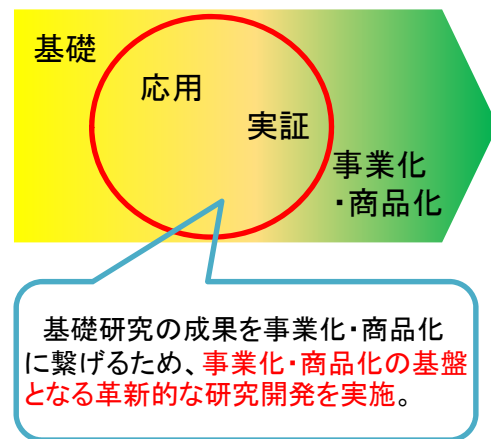 基礎
応用
実証
事業化
・商品化
基礎研究の成果を事業化・商品化
に繋げるため、事業化・商品化の基盤
となる革新的な研究開発を実施。